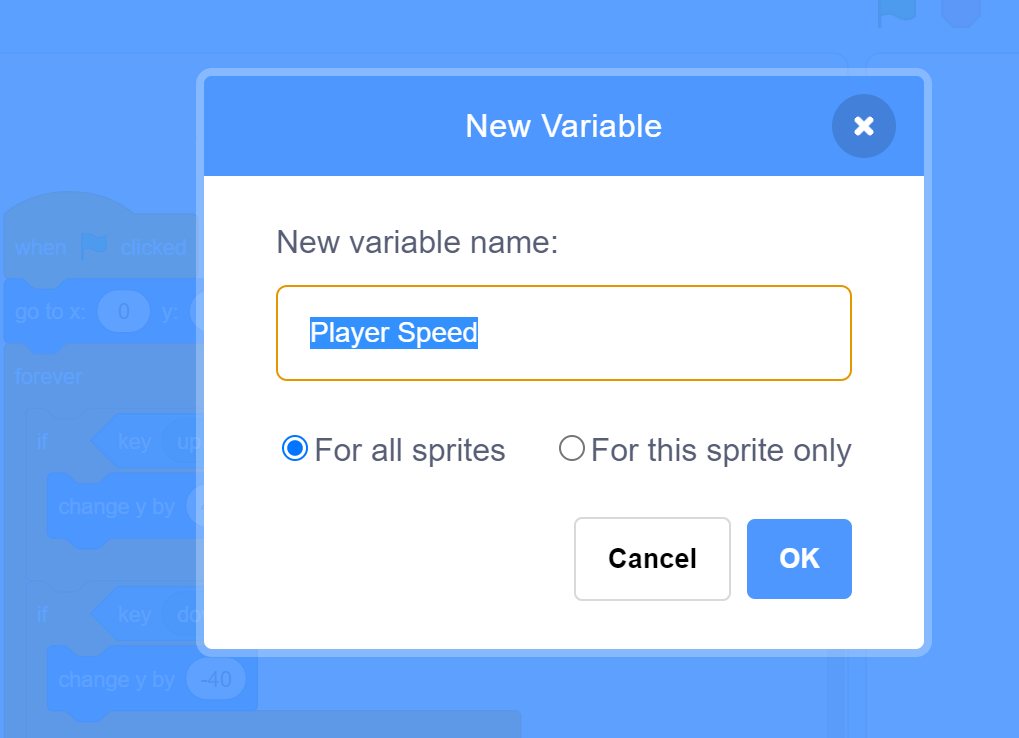 New Variable
when clicked
New variable name:
go to x: 0 y:
Player Speed
forever
if key up
For all sprites For this sprite only
change y by
Cancel OK
if key
change y by -40